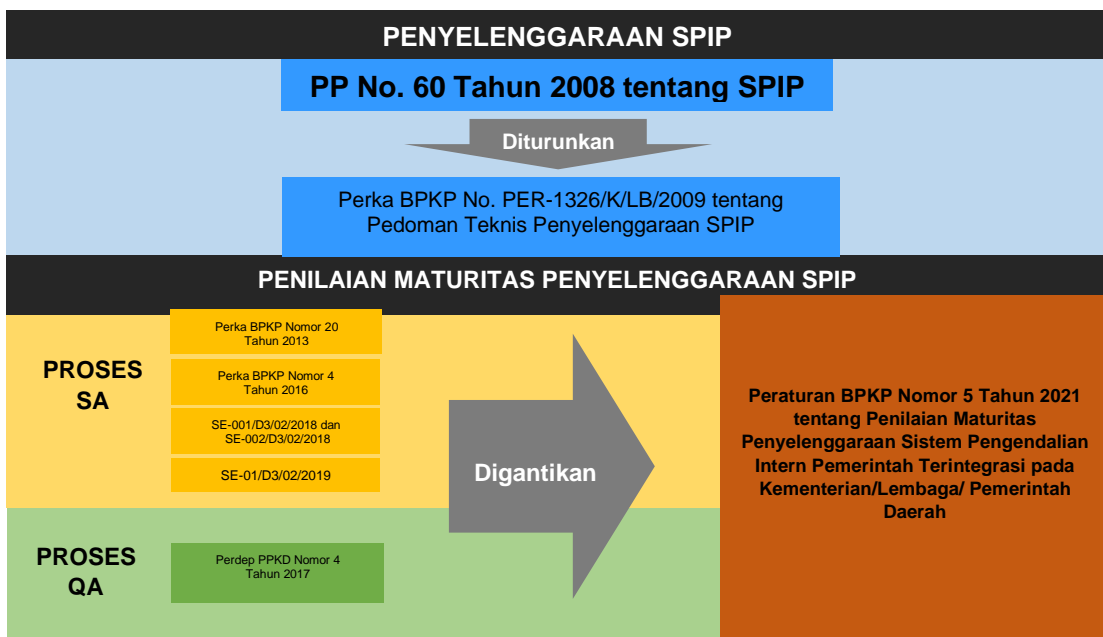 PENYELENGGARAAN SPIP
PP No. 60 Tahun 2008 tentang SPIP
Diturunkan
Perka BPKP No. PER-1326/K/LB/2009 tentang
Pedoman Teknis Penyelenggaraan SPIP
PENILAIAN MATURITAS PENYELENGGARAAN SPIP
PROSES
SA
Perka BPKP Nomor 20
Tahun 2013
Perka BPKP Nomor 4
Tahun 2016
SE-001/D3/02/2018 dan
SE-002/D3/02/2018
SE-01/D3/02/2019
PROSES
QA
Perdep PPKD Nomor 4
Tahun 2017
Digantikan
Peraturan BPKP Nomor 5 Tahun 2021
tentang Penilaian Maturitas
Penyelenggaraan Sistem Pengendalian
Intern Pemerintah Terintegrasi pada
Kementerian/Lembaga/ Pemerintah
Daerah